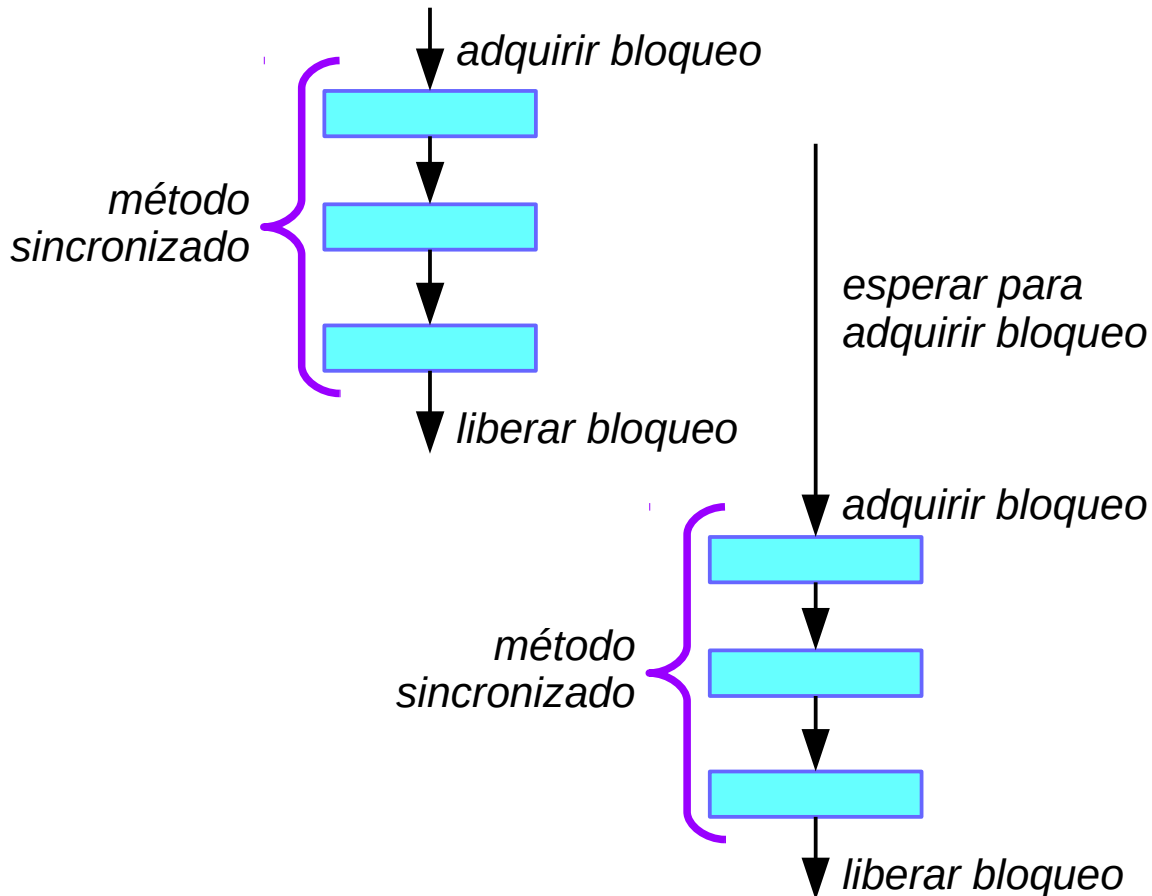 adquirir bloqueo
método
sincronizado
liberar bloqueo
esperar para
adquirir bloqueo
adquirir bloqueo
método
sincronizado
liberar bloqueo